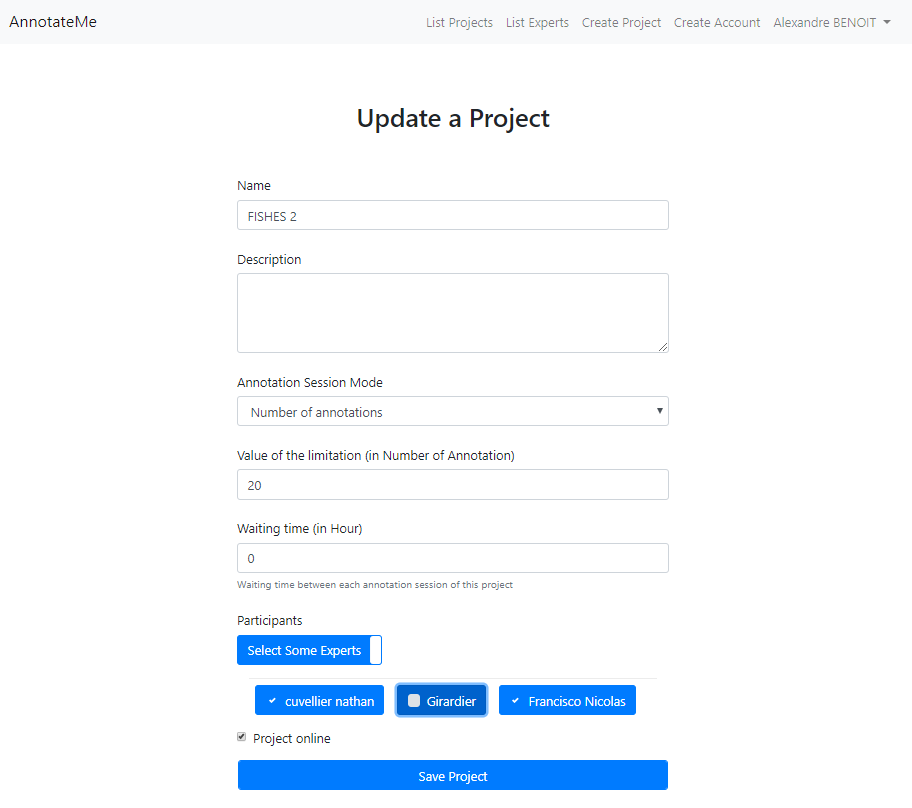 AnnotateMe List Projects List Experts Create Project Create Account Alexandre BENOIT
Update a Project
Name
FISHES 2
Description
Annotation Session Mode
Number of annotations
Value of the limitation (in Number of Annotation)
20
Waiting time (in Hour)
0
Waiting time between each annotation session of this project
Participants
Select Some Experts
cuvellier nathan Girardier Francisco Nicolas
Project online
Save Project